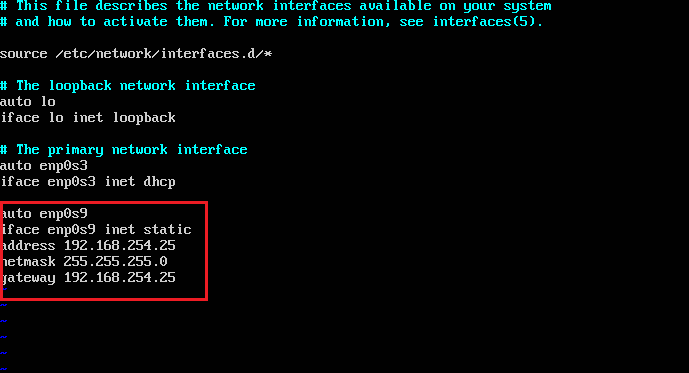 # This file describes the network interfaces available on your system
# and how to activate them. For more information, see interfaces(5).
source /etc/network/interfaces.d/*
# The loopback network interface
auto lo
iface lo inet loopback
# The primary network interface
auto enp0s3
iface enp0s3 inet dhcp
auto enp0s9
iface enp0s9 inet static
address 192.168.254.25
netmask 255.255.255.0
gateway 192.168.254.25
~
~
~
~
~
~